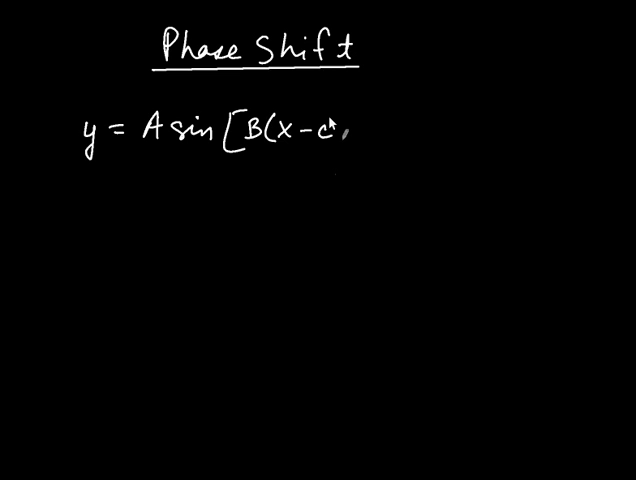 Phase Shift
y = A sin [B(x - c